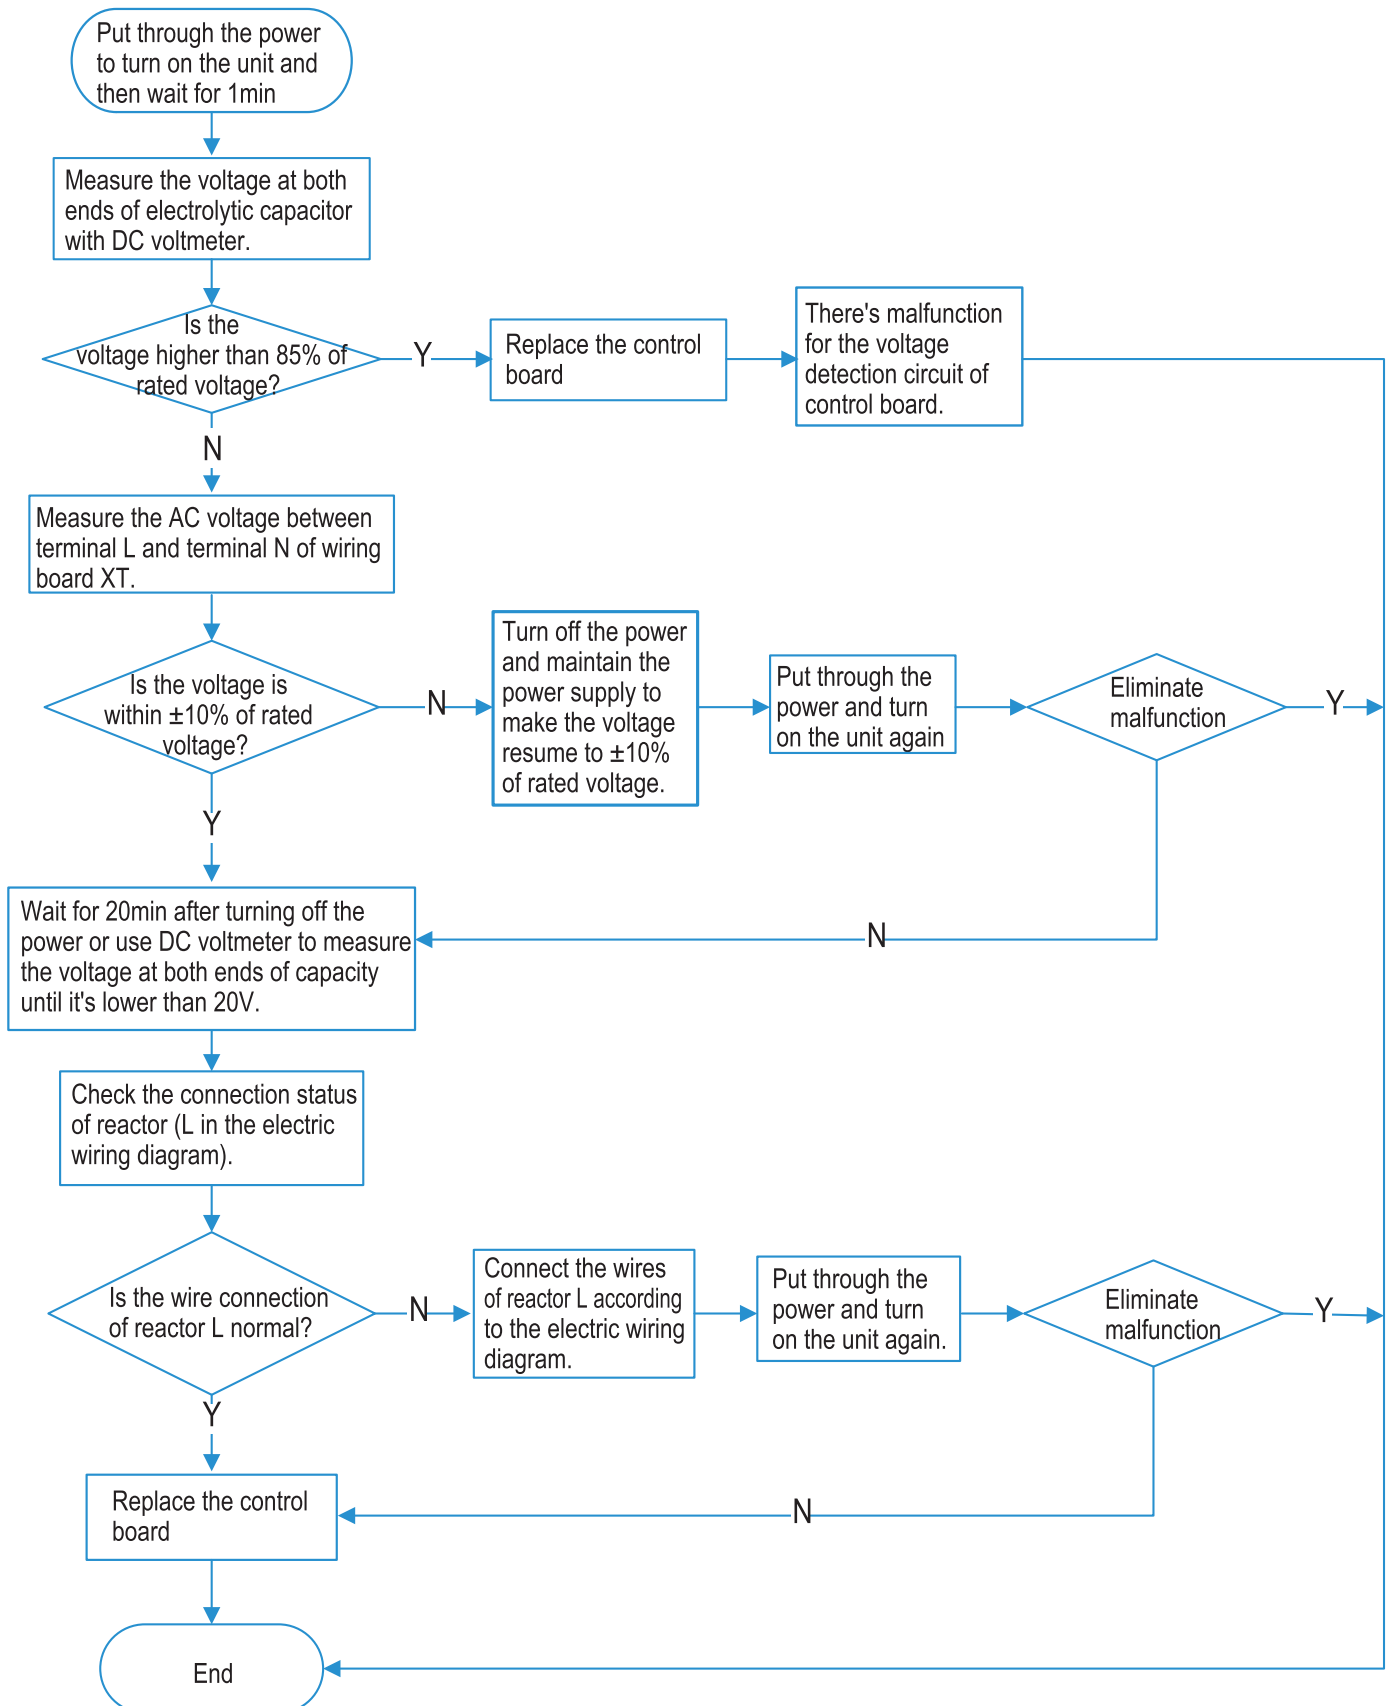 Put through the power
to turn on the unit and
then wait for 1min
Measure the voltage at both
ends of electrolytic capacitor
with DC voltmeter.
Is the
voltage higher than 85% of
rated voltage?
Y
Replace the control
board
There's malfunction
for the voltage
detection circuit of
control board.
N
Measure the AC voltage between
terminal L and terminal N of wiring
board XT.
Is the voltage is
within ±10% of rated
voltage?
N
Turn off the power
and maintain the
power supply to
make the voltage
resume to ±10%
of rated voltage.
Put through the
power and turn
on the unit again
Eliminate
malfunction
Y
Y
N
Wait for 20min after turning off the
power or use DC voltmeter to measure
the voltage at both ends of capacity
until it's lower than 20V.
Check the connection status
of reactor (L in the electric
wiring diagram).
Is the wire connection
of reactor L normal?
N
Connect the wires
of reactor L according
to the electric wiring
diagram.
Put through the
power and turn
on the unit again.
Eliminate
malfunction
Y
Y
N
Replace the control
board
End